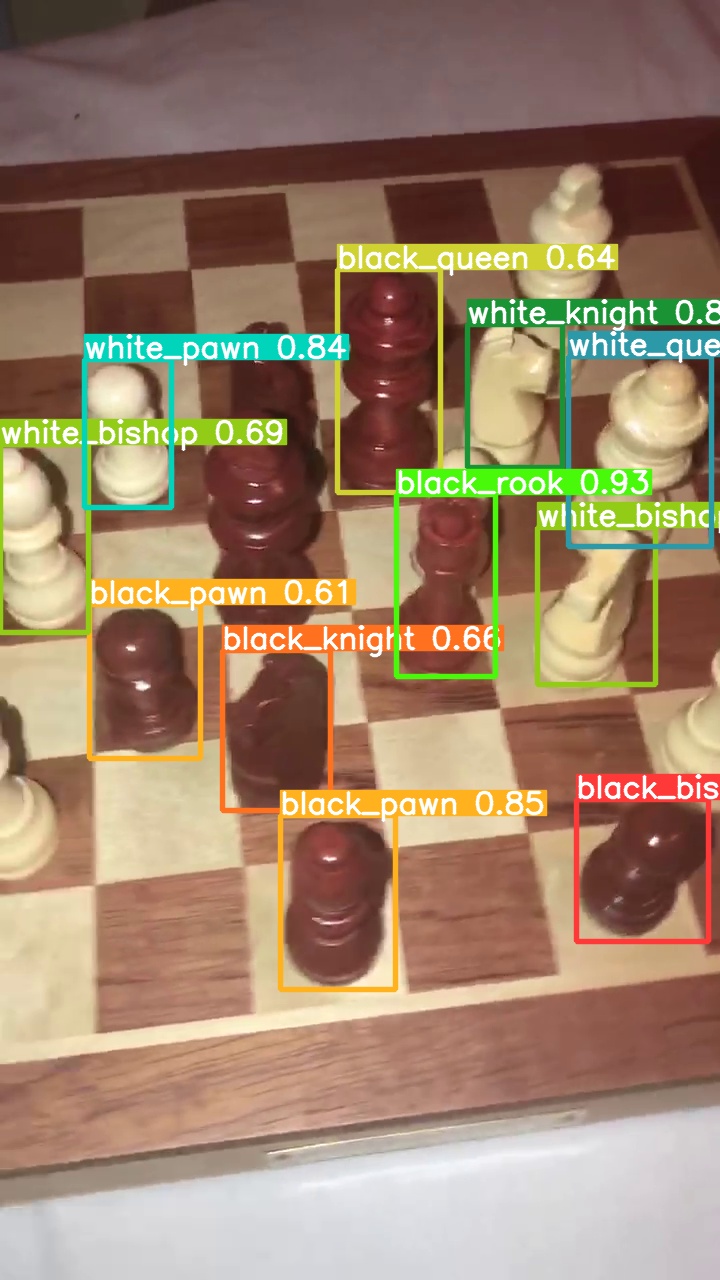 black_queen 0.64
white_knight 0.8
white_pawn 0.84
white_que
white_bishop 0.69
black_rook 0.93
white_bishop
black_pawn 0.61
black_knight 0.66
black_bis
black_pawn 0.85